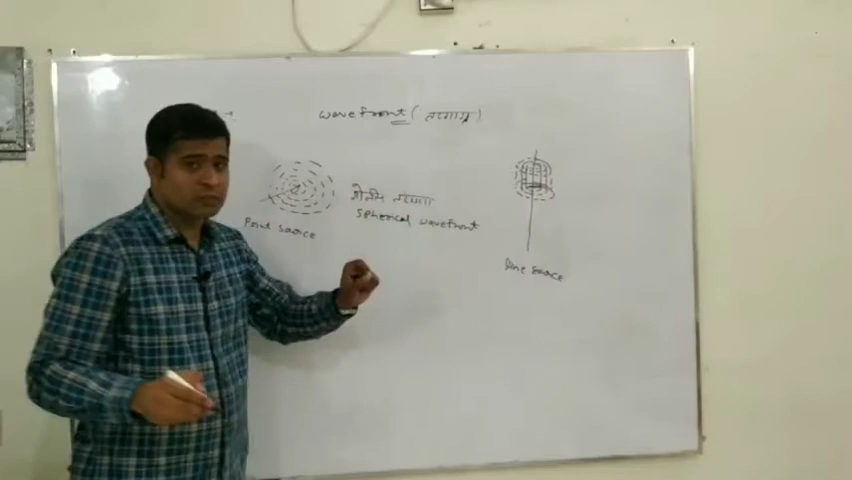 wavefront ( तरंगाग्र )
गोलीय तरंगाग्र
Spherical wavefront
Point source
line source